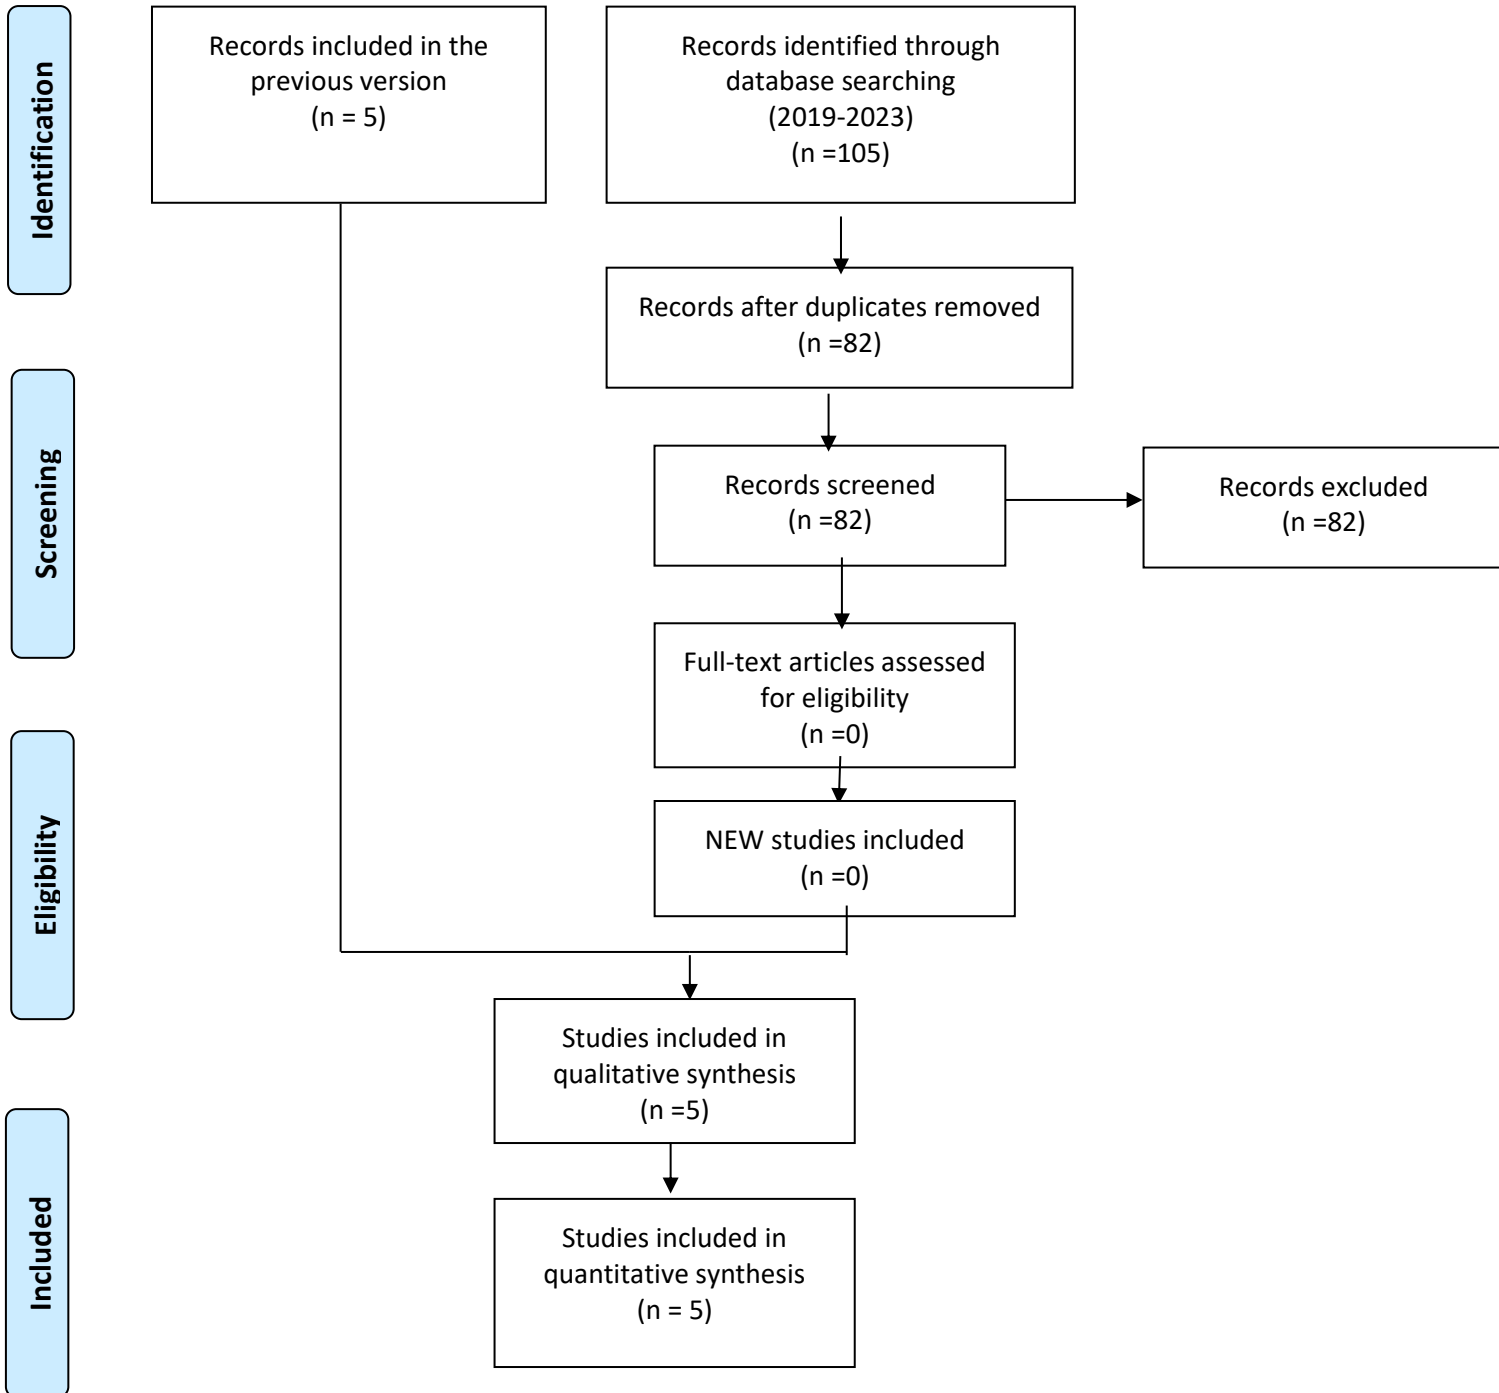 Identification
Records included in the
previous version
(n = 5)
Records identified through
database searching
(2019-2023)
(n =105)
Records after duplicates removed
(n =82)
Screening
Records screened
(n =82)
Records excluded
(n =82)
Full-text articles assessed
for eligibility
(n =0)
Eligibility
NEW studies included
(n =0)
Studies included in
qualitative synthesis
(n =5)
Included
Studies included in
quantitative synthesis
(n = 5)